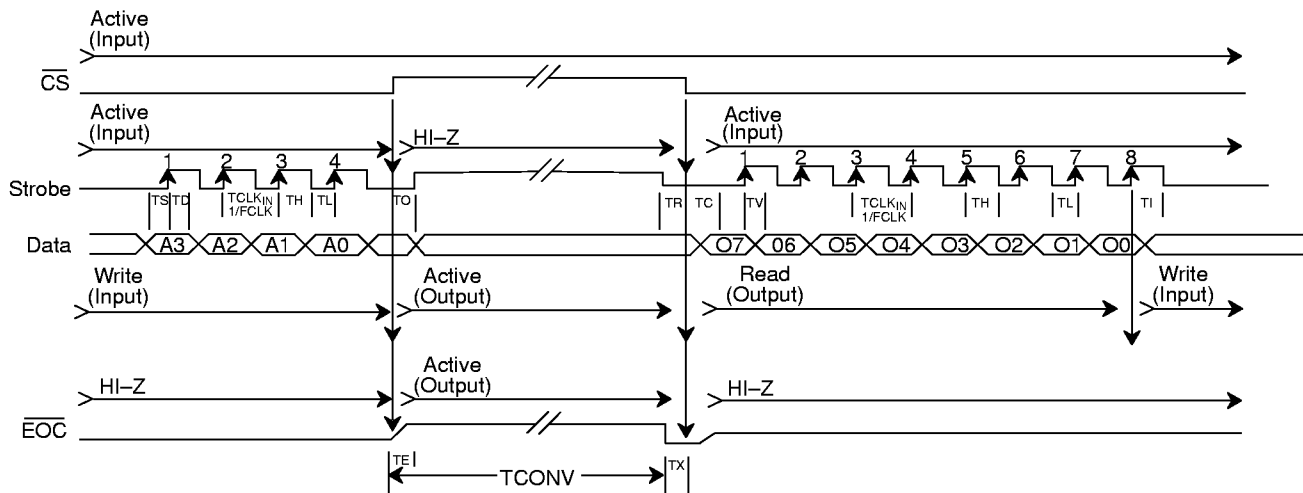 Active
(Input)
CS
Active
(Input)
HI–Z
Active
(Input)
1 2 3 4 1 2 3 4 5 6 7 8
Strobe
TS TD TCLKIN TH TL TO TR TC TV TCLKIN TH TL TI
1/FCLK 1/FCLK
Data A3 A2 A1 A0 O7 06 O5 O4 O3 O2 O1 O0
Write
(Input)
Active
(Output)
Read
(Output)
Write
(Input)
HI–Z
Active
(Output)
HI–Z
EOC
TE TCONV TX